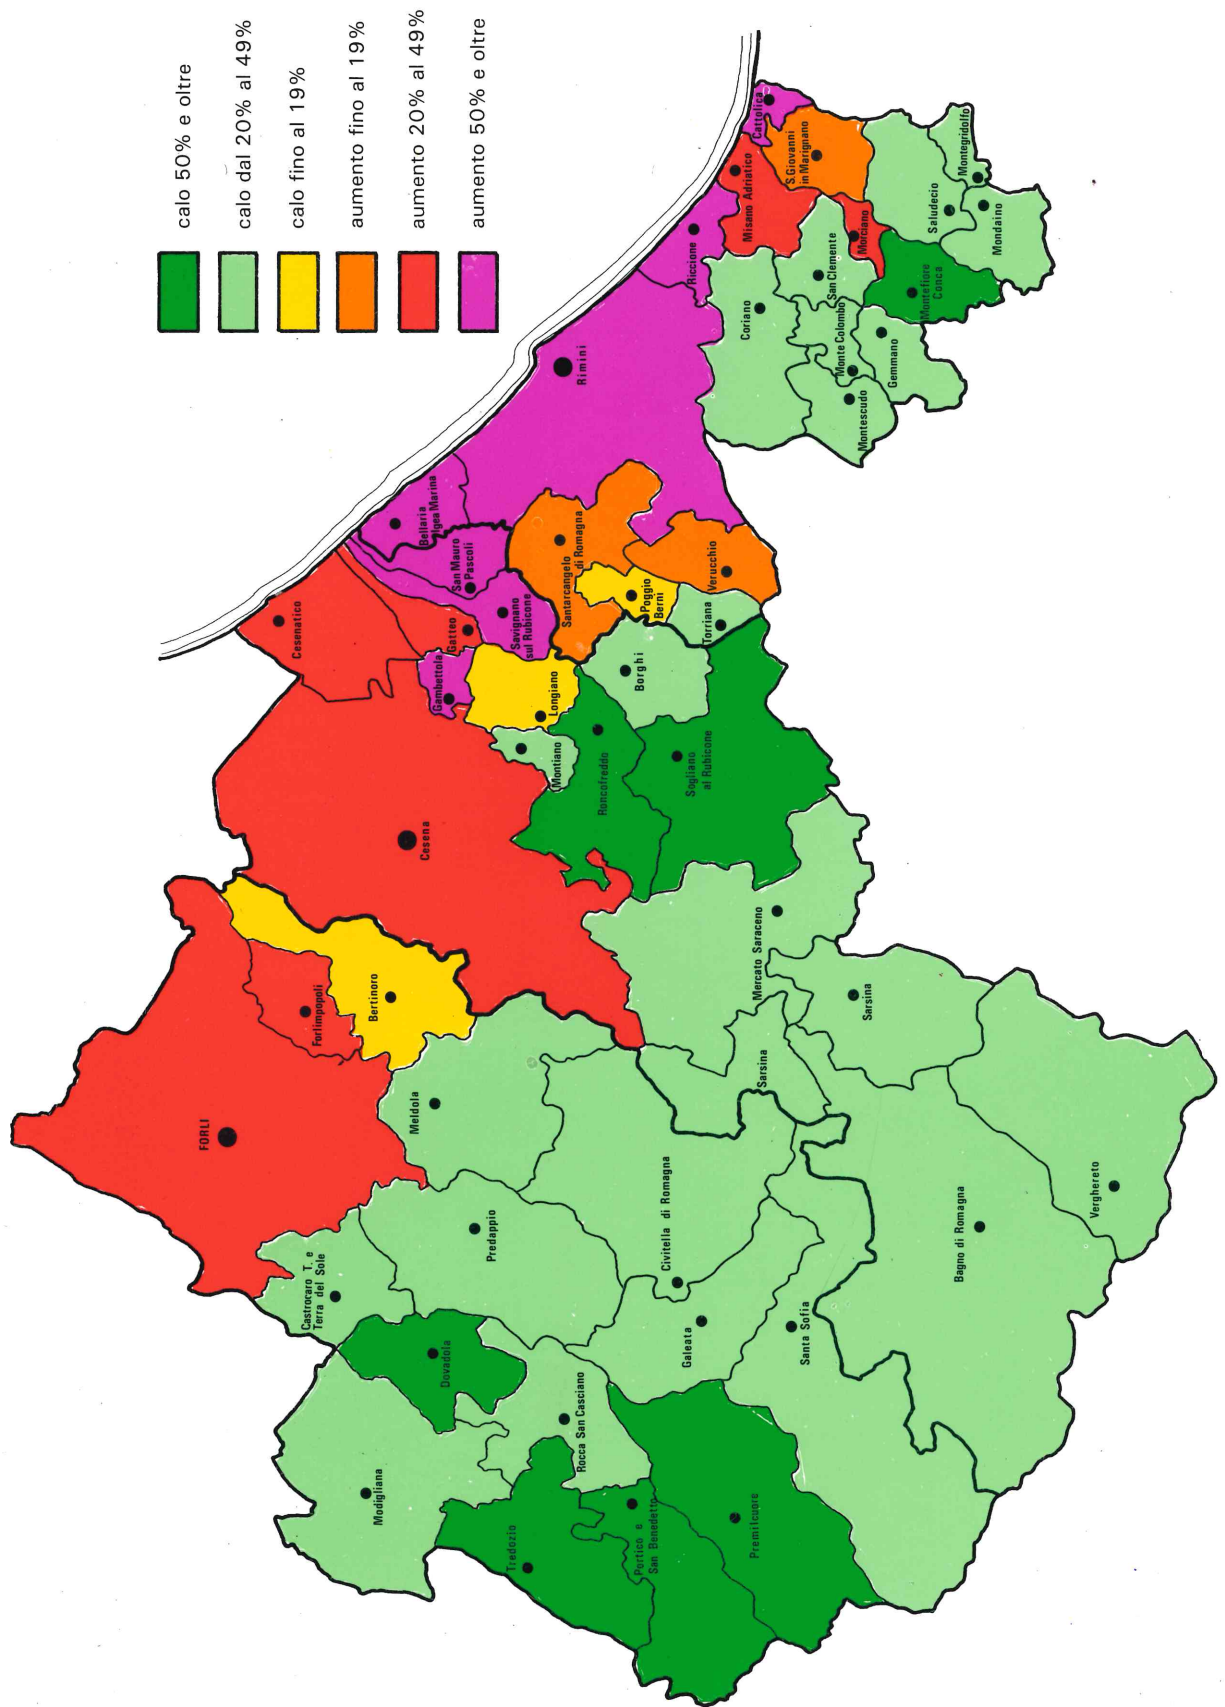 calo 50% e oltre
calo dal 20% al 49%
calo fino al 19%
aumento fino al 19%
aumento 20% al 49%
aumento 50% e oltre
Cattolica
S. Giovanni
in Marignano
Misano Adriatico
Montegridolfo
Saludecio
Mondaino
Morciano
San Clemente
Riccione
Montefiore
Conca
Coriano
Monte Colombo
Gemmano
Montescudo
Rimini
Bellaria
Igea Marina
San Mauro
Pascoli
Santarcangelo
di Romagna
Verucchio
Poggio
Berni
Torriana
Savignano
sul Rubicone
Cesenatico
Gatteo
Gambettola
Longiano
Borghi
Montiano
Roncofreddo
Sogliano
al Rubicone
Cesena
Mercato Saraceno
Sarsina
Sarsina
Bertinoro
Forlimpopoli
FORLI
Meldola
Predappio
Civitella di Romagna
Verghereto
Bagno di Romagna
Castrocaro T. e
Terra del Sole
Galeata
Santa Sofia
Dovadola
Rocca San Casciano
Modigliana
Tredozio
Portico e
San Benedetto
Premilcuore